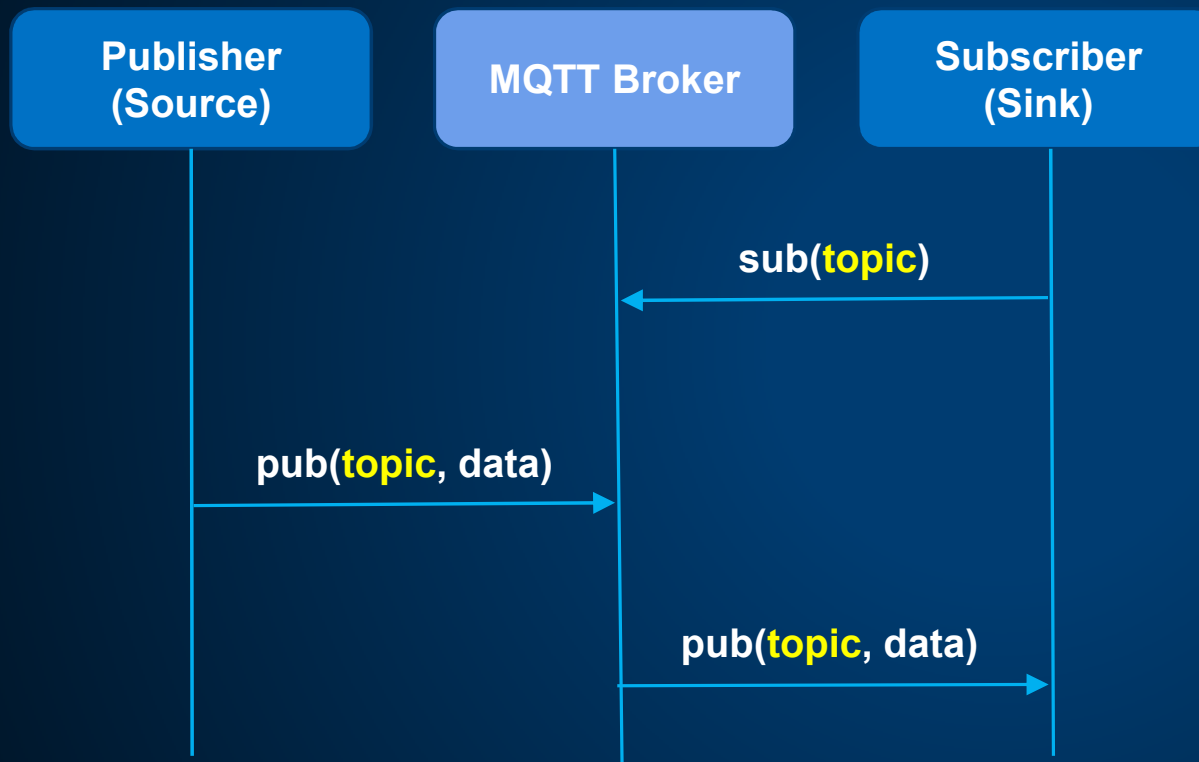 Publisher
(Source)
MQTT Broker
Subscriber
(Sink)
sub(topic)
pub(topic, data)
pub(topic, data)